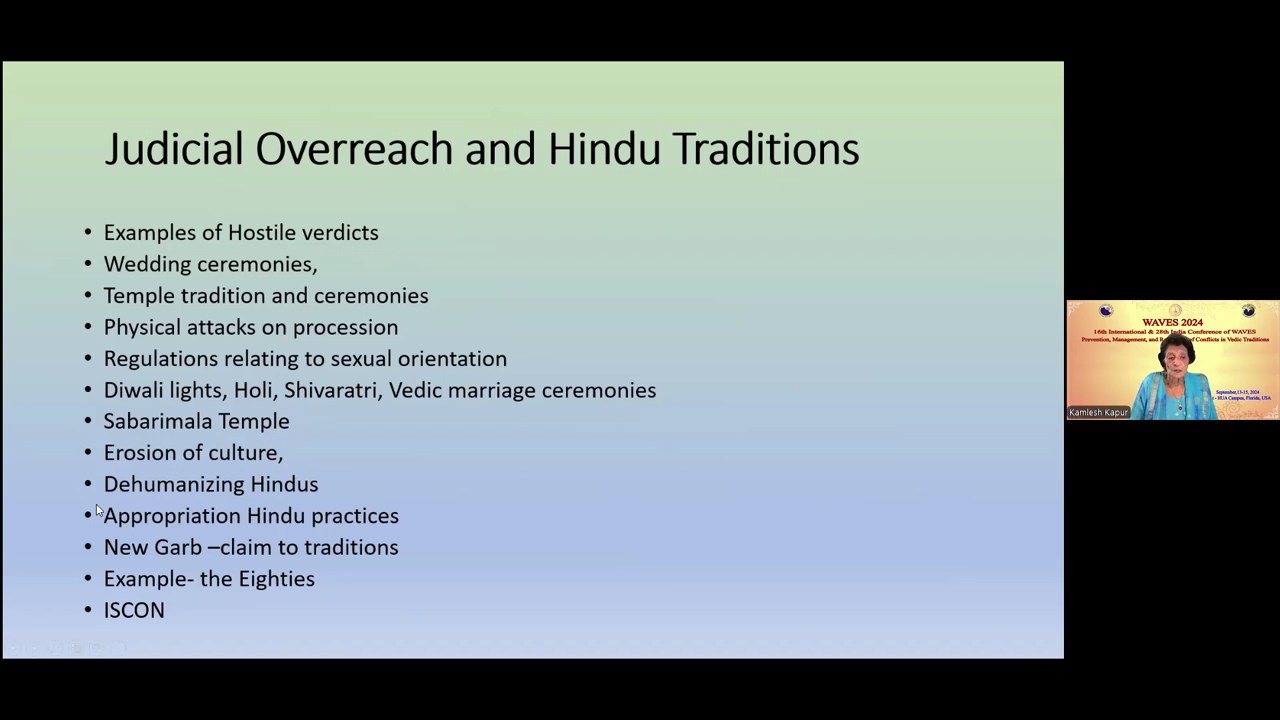 Judicial Overreach and Hindu Traditions
• Examples of Hostile verdicts
• Wedding ceremonies,
• Temple tradition and ceremonies
• Physical attacks on procession
• Regulations relating to sexual orientation
• Diwali lights, Holi, Shivaratri, Vedic marriage ceremonies
• Sabarimala Temple
• Erosion of culture,
• Dehumanizing Hindus
• Appropriation Hindu practices
• New Garb –claim to traditions
• Example- the Eighties
• ISCON
WAVES 2024
16th International & 28th India Conference of WAVES
Prevention, Management, and of Conflicts in Vedic Traditions
September,13-15, 2024
- HUA Campus, Florida, USA
Kamlesh Kapur